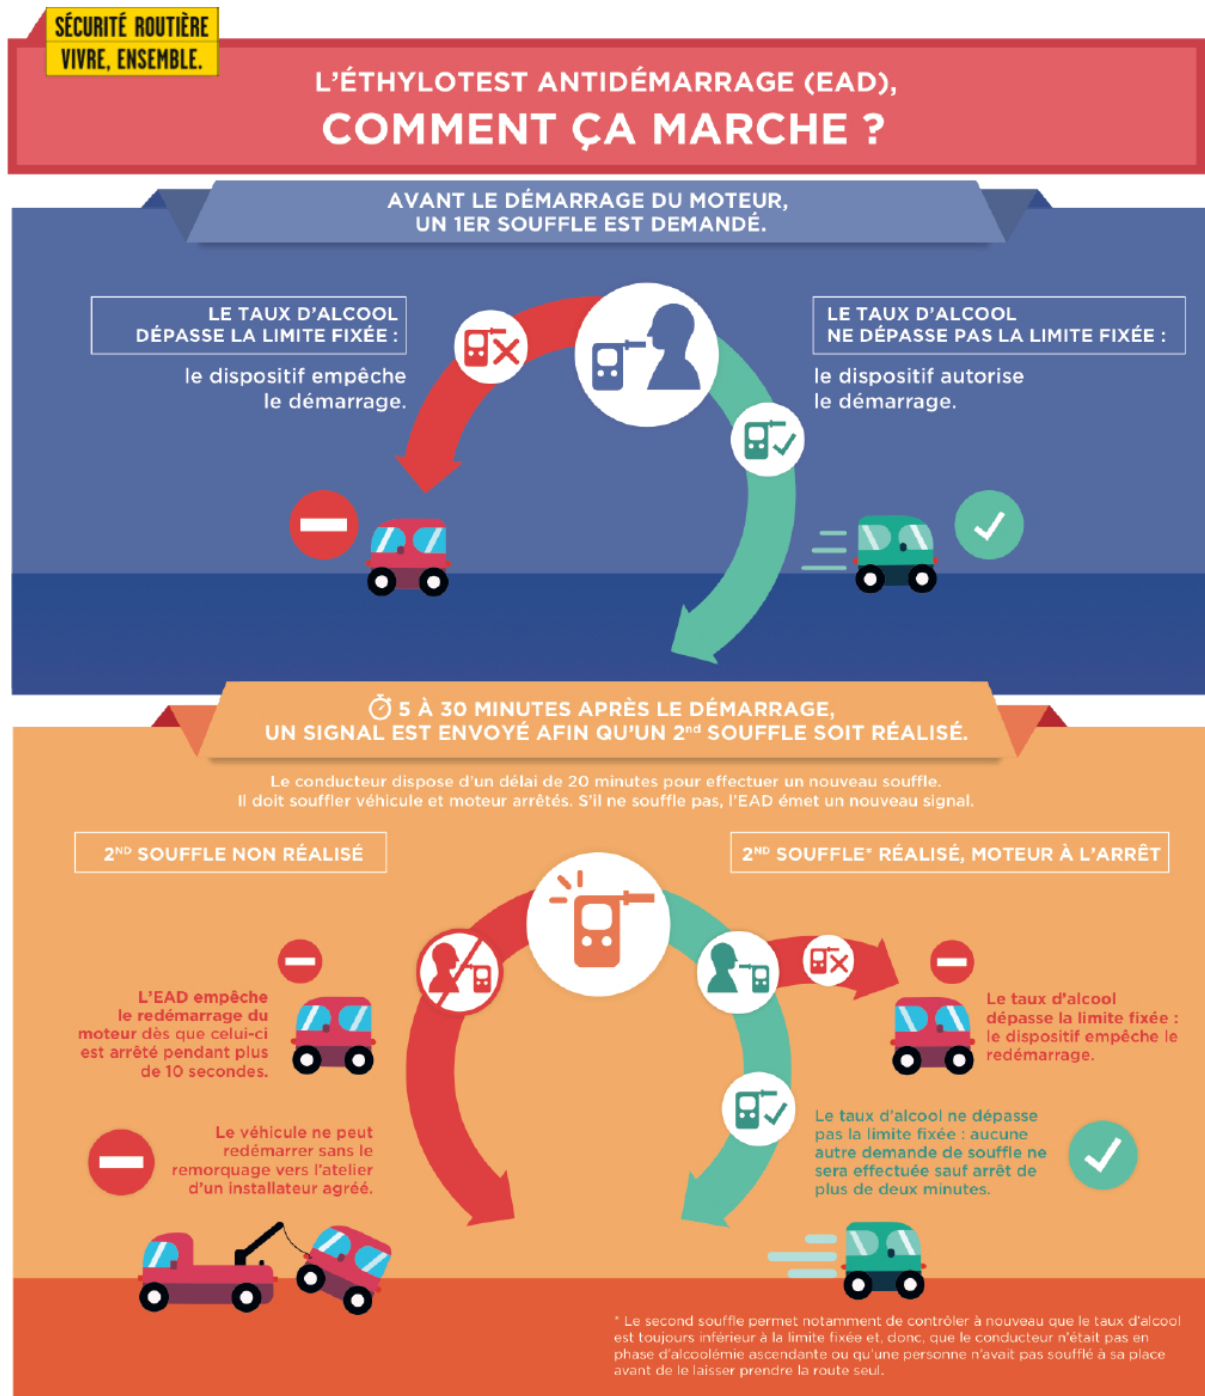 SÉCURITÉ ROUTIÈRE
VIVRE, ENSEMBLE.
L'ÉTHYLOTEST ANTIDÉMARRAGE (EAD),
COMMENT ÇA MARCHE ?
AVANT LE DÉMARRAGE DU MOTEUR,
UN 1ER SOUFFLE EST DEMANDÉ.
LE TAUX D'ALCOOL
DÉPASSE LA LIMITE FIXÉE :
le dispositif empêche
le démarrage.
LE TAUX D'ALCOOL
NE DÉPASSE PAS LA LIMITE FIXÉE :
le dispositif autorise
le démarrage.
5 À 30 MINUTES APRÈS LE DÉMARRAGE,
UN SIGNAL EST ENVOYÉ AFIN QU'UN 2nd SOUFFLE SOIT RÉALISÉ.
Le conducteur dispose d'un délai de 20 minutes pour effectuer un nouveau souffle.
Il doit souffler véhicule et moteur arrêtés. S'il ne souffle pas, l'EAD émet un nouveau signal.
2ND SOUFFLE NON RÉALISÉ
L'EAD empêche
le redémarrage du
moteur dès que celui-ci
est arrêté pendant plus
de 10 secondes.
Le véhicule ne peut
redémarrer sans le
remorquage vers l'atelier
d'un installateur agréé.
2ND SOUFFLE* RÉALISÉ, MOTEUR À L'ARRÊT
Le taux d'alcool
dépasse la limite fixée :
le dispositif empêche le
redémarrage.
Le taux d'alcool ne dépasse
pas la limite fixée : aucune
autre demande de souffle ne
sera effectuée sauf arrêt de
plus de deux minutes.
* Le second souffle permet notamment de contrôler à nouveau que le taux d'alcool
est toujours inférieur à la limite fixée et, donc, que le conducteur n'était pas en
phase d'alcoolémie ascendante ou qu'une personne n'avait pas soufflé à sa place
avant de le laisser prendre la route seul.